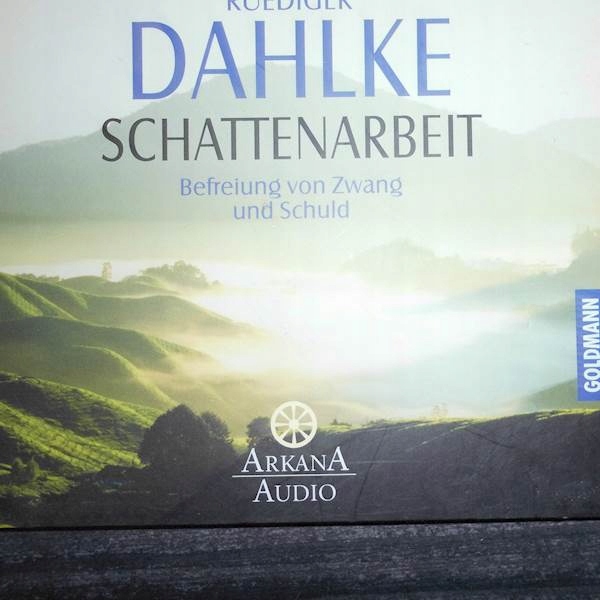 RUEDIGER
DAHLKE
SCHATTENARBEIT
Befreiung von Zwang
und Schuld
GOLDMANN
ARKANA
AUDIO